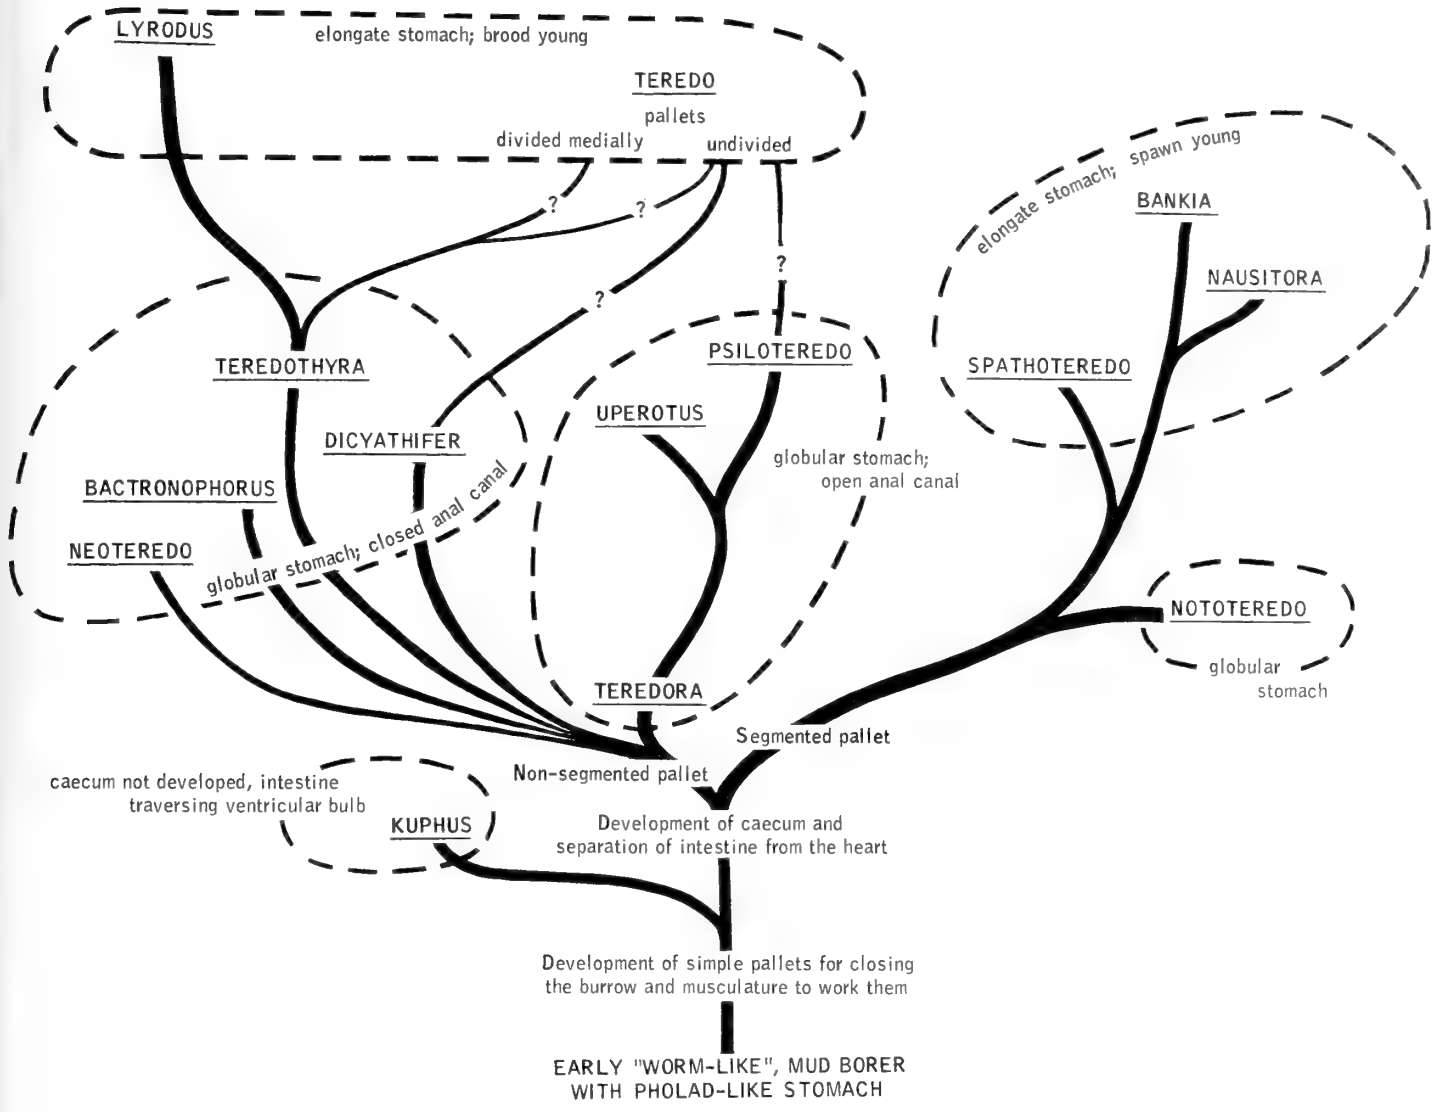 LYRODUS
elongate stomach; brood young
TEREDO
pallets
divided medially
undivided
?
?
?
?
elongate stomach; spawn young
BANKIA
NAUSITORA
SPATHOTEREDO
TEREDOTHYRA
PSILOTEREDO
UPEROTUS
DICYATHIFER
globular stomach;
open anal canal
BACTRONOPHORUS
NEOTEREDO
globular stomach; closed anal canal
NOTOTEREDO
globular
stomach
TEREDORA
Segmented pallet
Non-segmented pallet
caecum not developed, intestine
traversing ventricular bulb
KUPHUS
Development of caecum and
separation of intestine from the heart
Development of simple pallets for closing
the burrow and musculature to work them
EARLY "WORM-LIKE", MUD BORER
WITH PHOLAD-LIKE STOMACH